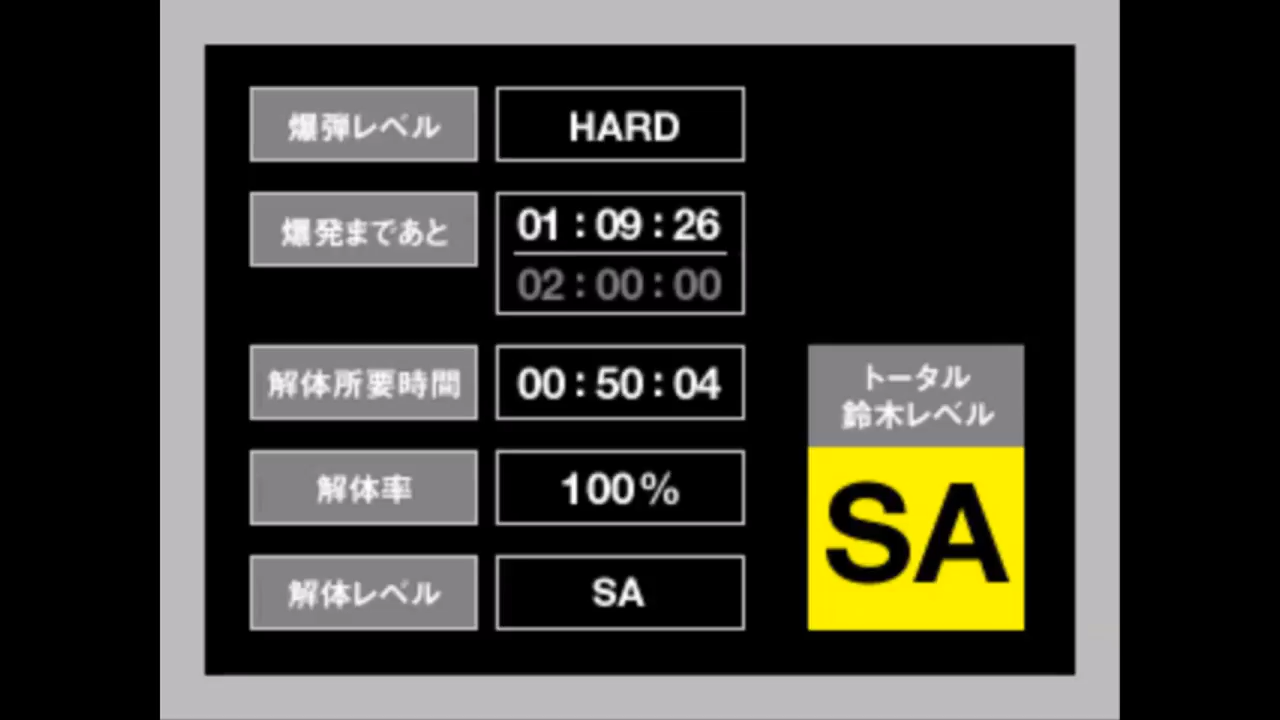 爆弾レベル
HARD
爆発まであと
01:09:26
02:00:00
解体所要時間
00:50:04
解体率
100%
解体レベル
SA
トータル
鈴木レベル
SA